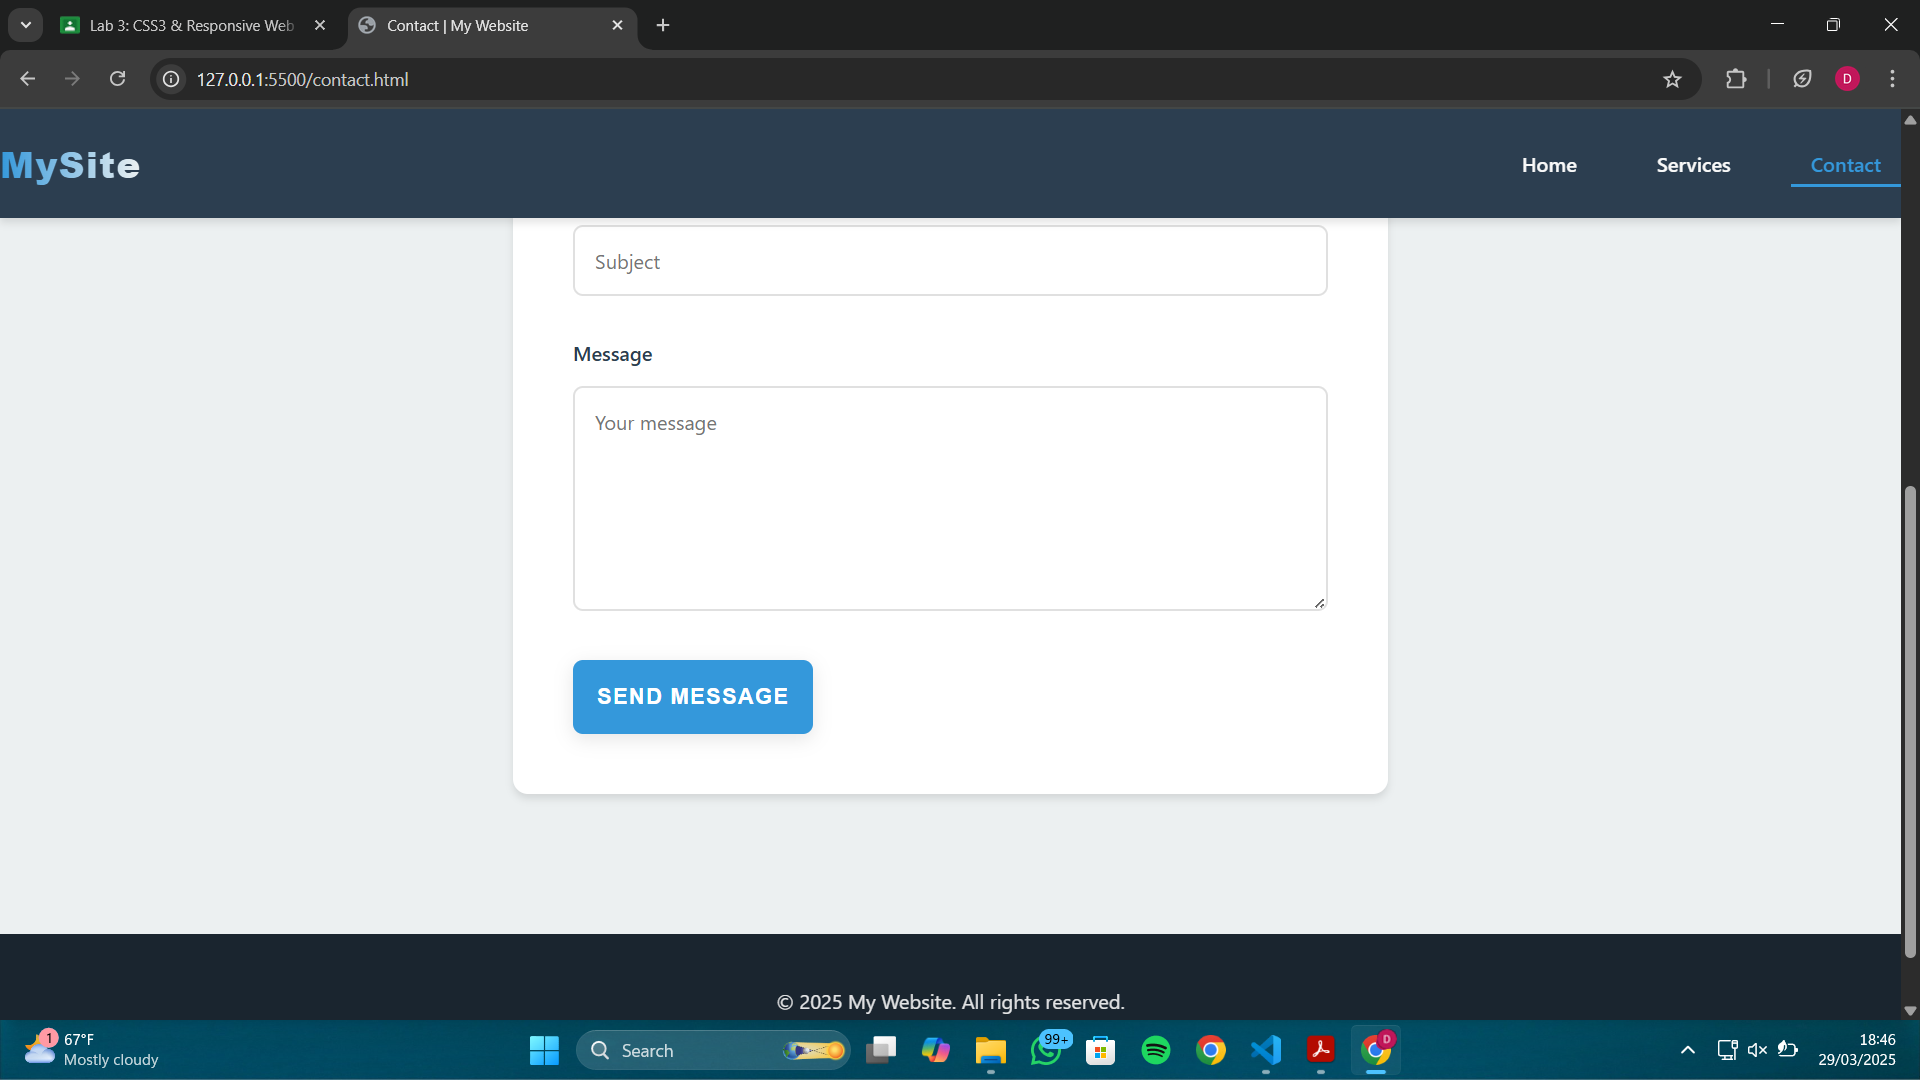 Lab 3: CSS3 & Responsive Web
Contact | My Website
127.0.0.1:5500/contact.html
D
MySite
Home
Services
Contact
Subject
Message
Your message
SEND MESSAGE
© 2025 My Website. All rights reserved.
1
67°F
Mostly cloudy
Search
99+
D
18:46
29/03/2025